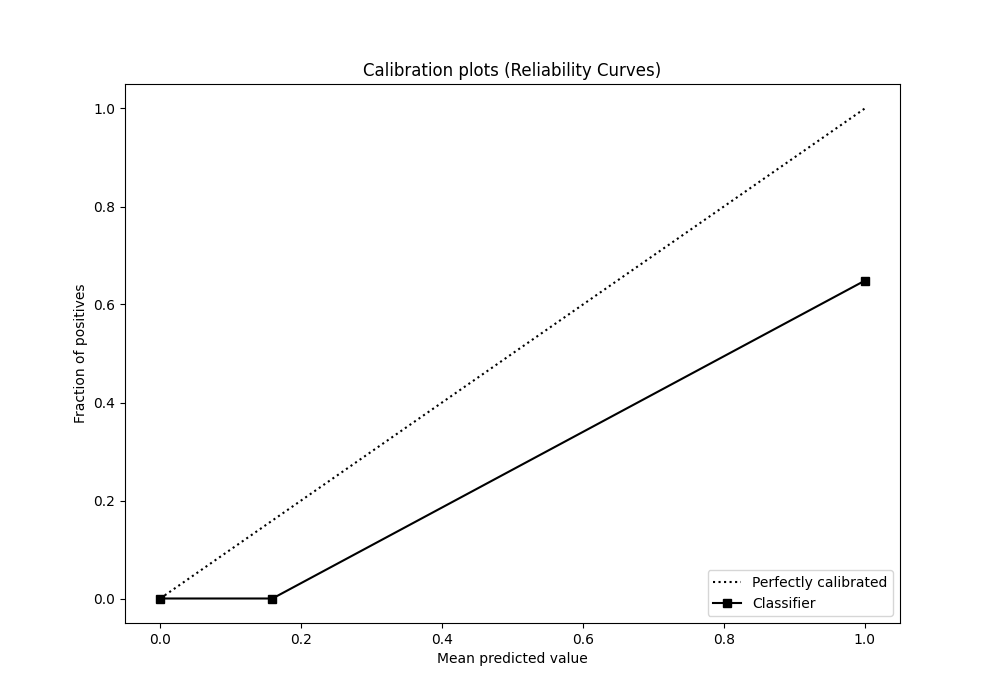 Calibration plots (Reliability Curves)
1.0
0.8
0.6
0.4
0.2
0.0
Fraction of positives
0.0 0.2 0.4 0.6 0.8 1.0
Mean predicted value
Perfectly calibrated
Classifier